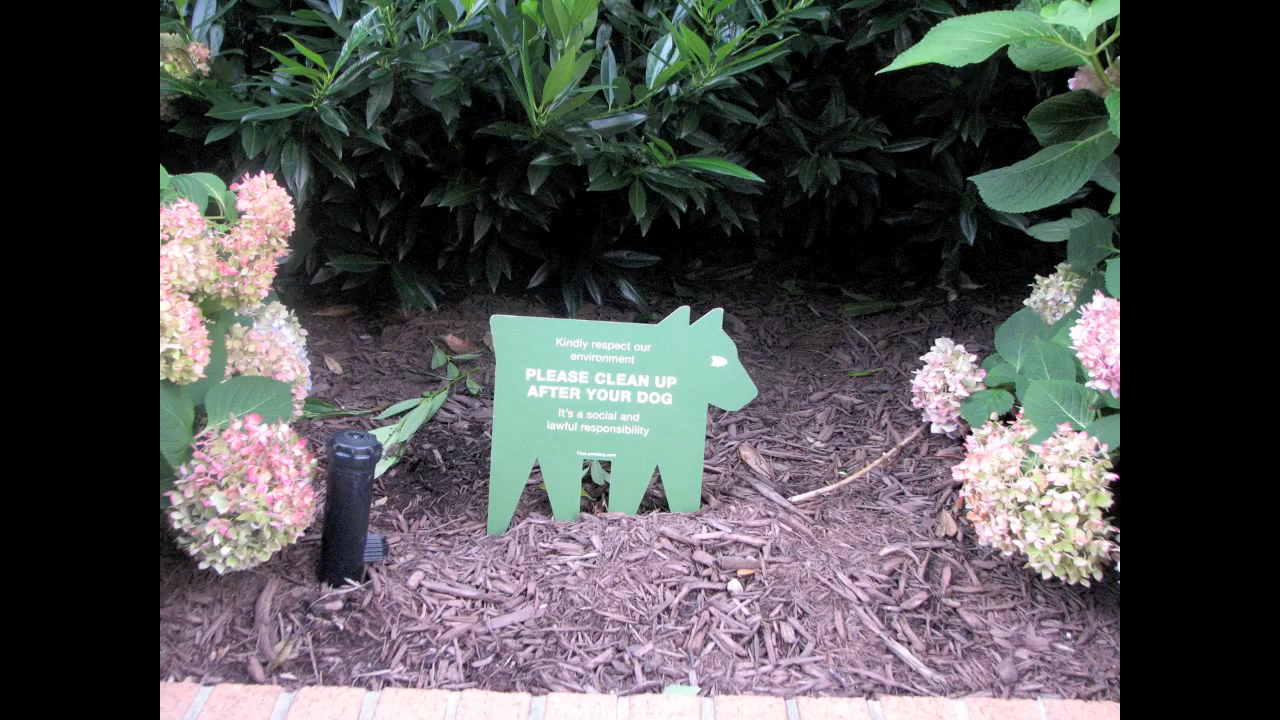 Kindly respect our
environment
PLEASE CLEAN UP
AFTER YOUR DOG
It's a social and
lawful responsibility